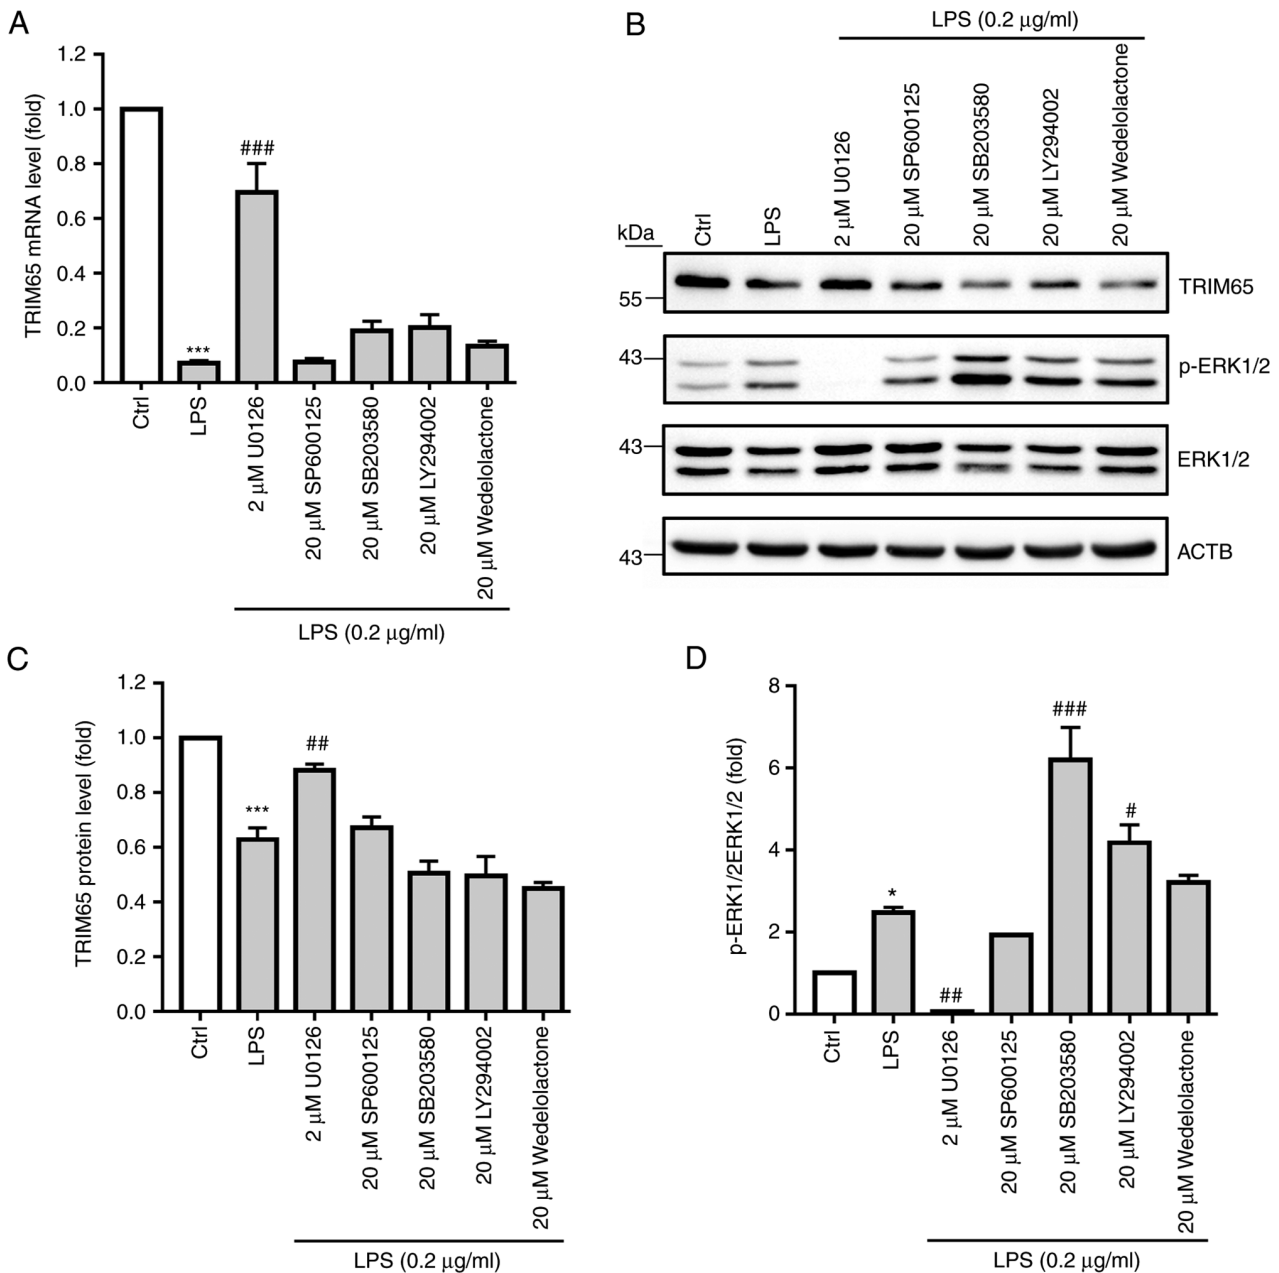 A
TRIM65 mRNA level (fold)
1.2
1.0
0.8
0.6
0.4
0.2
0.0
***
###
Ctrl
LPS
2 µM U0126
20 µM SP600125
20 µM SB203580
20 µM LY294002
20 µM Wedelolactone
LPS (0.2 µg/ml)
B
LPS (0.2 µg/ml)
kDa
Ctrl
LPS
2 µM U0126
20 µM SP600125
20 µM SB203580
20 µM LY294002
20 µM Wedelolactone
55
TRIM65
43
p-ERK1/2
43
ERK1/2
43
ACTB
C
TRIM65 protein level (fold)
1.2
1.0
0.8
0.6
0.4
0.2
0.0
***
##
Ctrl
LPS
2 µM U0126
20 µM SP600125
20 µM SB203580
20 µM LY294002
20 µM Wedelolactone
LPS (0.2 µg/ml)
D
p-ERK1/2ERK1/2 (fold)
8
6
4
2
0
*
##
###
#
Ctrl
LPS
2 µM U0126
20 µM SP600125
20 µM SB203580
20 µM LY294002
20 µM Wedelolactone
LPS (0.2 µg/ml)